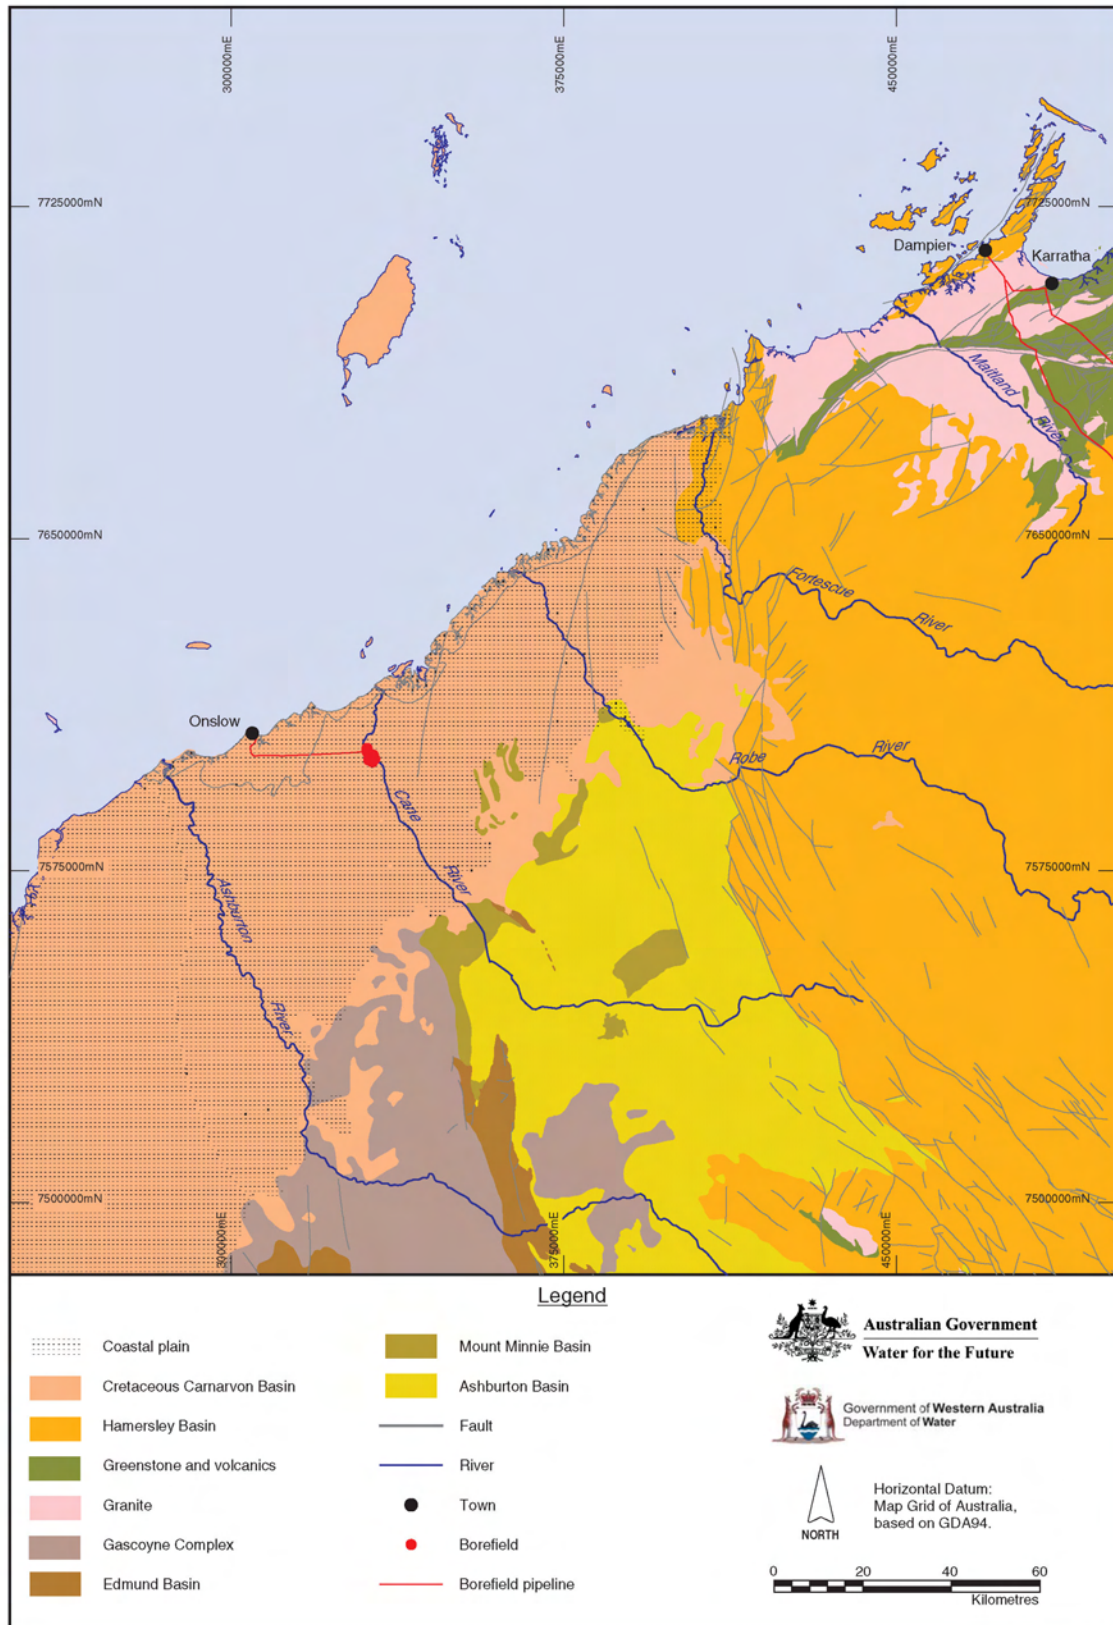 300000mE
375000mE
450000mE
7725000mN
7725000mN
Dampier
Karratha
Maitland
River
7650000mN
7650000mN
Fortescue
River
Onslow
Robe
River
Cane
River
7575000mN
7575000mN
Ashburton
River
7500000mN
7500000mN
300000mE
375000mE
450000mE
Legend
Coastal plain
Cretaceous Carnarvon Basin
Hamersley Basin
Greenstone and volcanics
Granite
Gascoyne Complex
Edmund Basin
Mount Minnie Basin
Ashburton Basin
Fault
River
Town
Borefield
Borefield pipeline
Australian Government
Water for the Future
Government of Western Australia
Department of Water
NORTH
Horizontal Datum:
Map Grid of Australia,
based on GDA94.
0 20 40 60
Kilometres